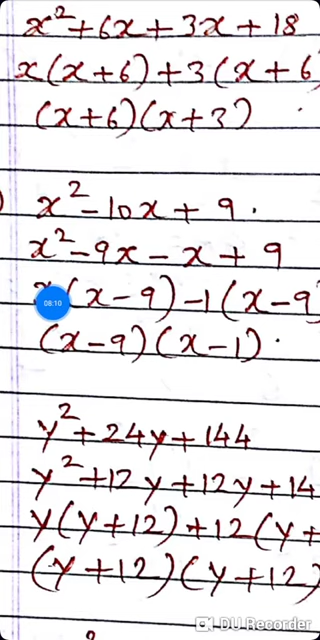 x²+6x+3x+18
x(x+6)+3(x+6
(x+6)(x+3)
x²-10x+9.
x²-9x-x+9
(x-9)-1(x-9
08:10
(x-9)(x-1).
y²+24y+144
y²+12y+12y+14
y(y+12)+12(y+
(y+12)(y+12)
DU Recorder
2